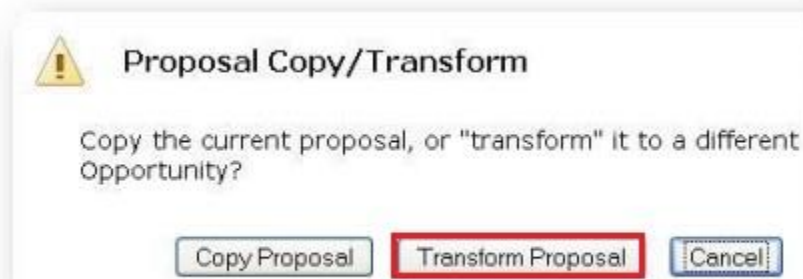 Proposal Copy/Transform
Copy the current proposal, or "transform" it to a different
Opportunity?
Copy Proposal Transform Proposal Cancel